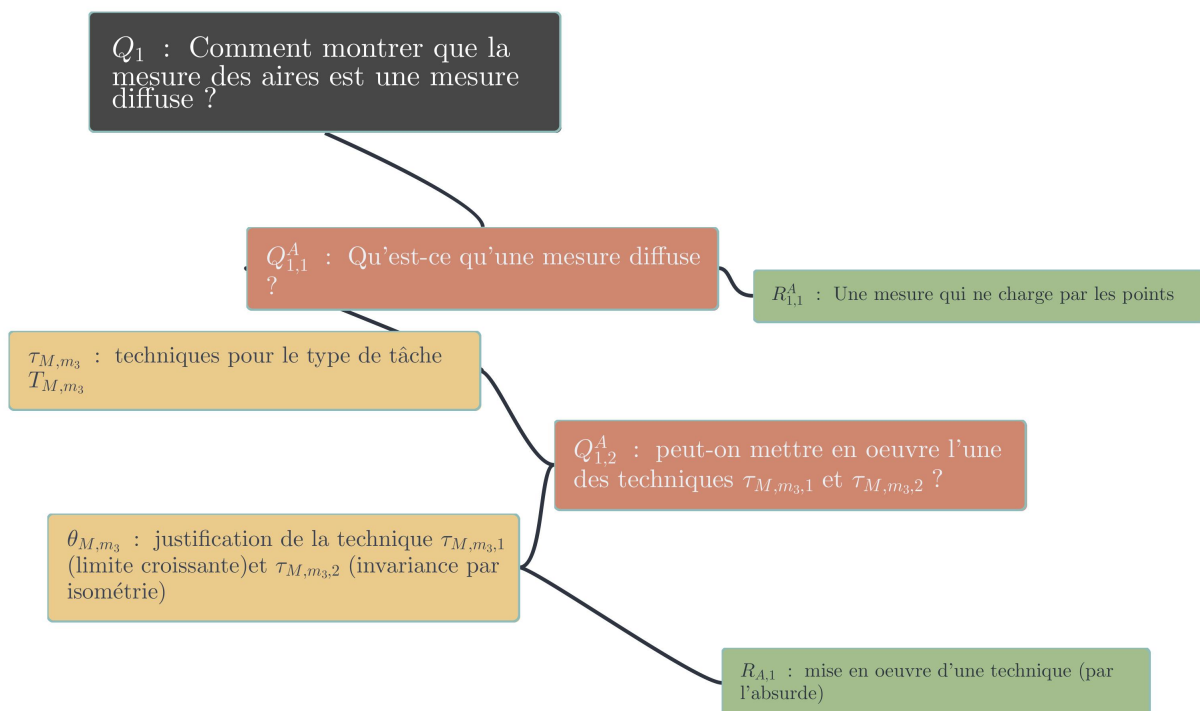 Q₁ : Comment montrer que la
mesure des aires est une mesure
diffuse ?
Q^A_{1,1} : Qu'est-ce qu'une mesure diffuse
?
R^A_{1,1} : Une mesure qui ne charge par les points
τ_{M,m₃} : techniques pour le type de tâche
T_{M,m₃}
Q^A_{1,2} : peut-on mettre en oeuvre l'une
des techniques τ_{M,m₃,1} et τ_{M,m₃,2} ?
θ_{M,m₃} : justification de la technique τ_{M,m₃,1}
(limite croissante)et τ_{M,m₃,2} (invariance par
isométrie)
R_{A,1} : mise en oeuvre d'une technique (par
l'absurde)